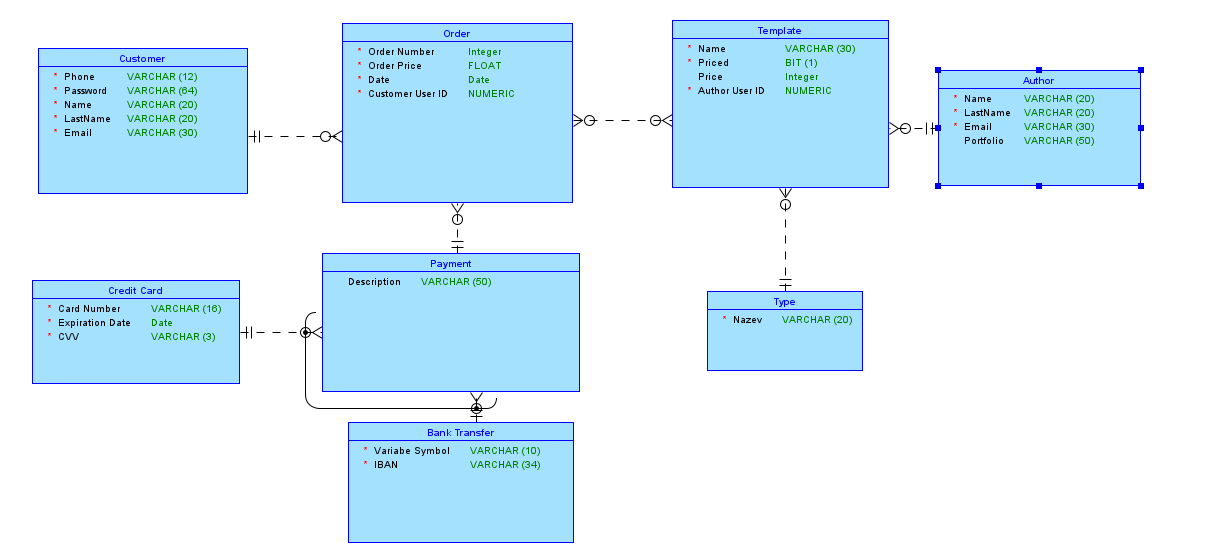 Customer
* Phone VARCHAR (12)
* Password VARCHAR (64)
* Name VARCHAR (20)
* LastName VARCHAR (20)
* Email VARCHAR (30)
Order
* Order Number Integer
* Order Price FLOAT
* Date Date
* Customer User ID NUMERIC
Template
* Name VARCHAR (30)
* Priced BIT (1)
Price Integer
* Author User ID NUMERIC
Author
* Name VARCHAR (20)
* LastName VARCHAR (20)
* Email VARCHAR (30)
Portfolio VARCHAR (50)
Credit Card
* Card Number VARCHAR (16)
* Expiration Date Date
* CVV VARCHAR (3)
Payment
Description VARCHAR (50)
Type
* Nazev VARCHAR (20)
Bank Transfer
* Variabe Symbol VARCHAR (10)
* IBAN VARCHAR (34)